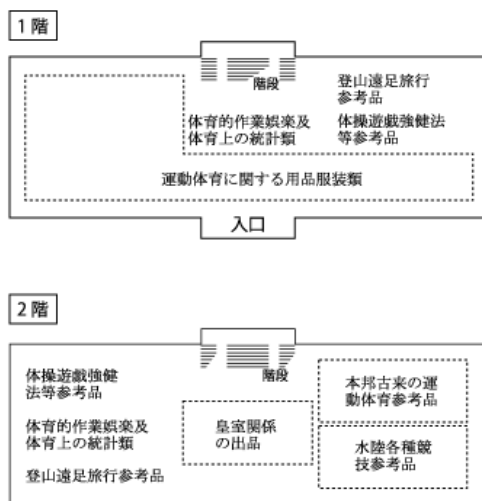 1階
階段
登山遠足旅行
参考品
体育的作業娯楽及
体育上の統計類
体操遊戯強健法
等参考品
運動体育に関する用品服装類
入口
2階
階段
体操遊戯強健
法等参考品
体育的作業娯楽及
体育上の統計類
登山遠足旅行参考品
皇室関係
の出品
本邦古来の運
動体育参考品
水陸各種競
技参考品